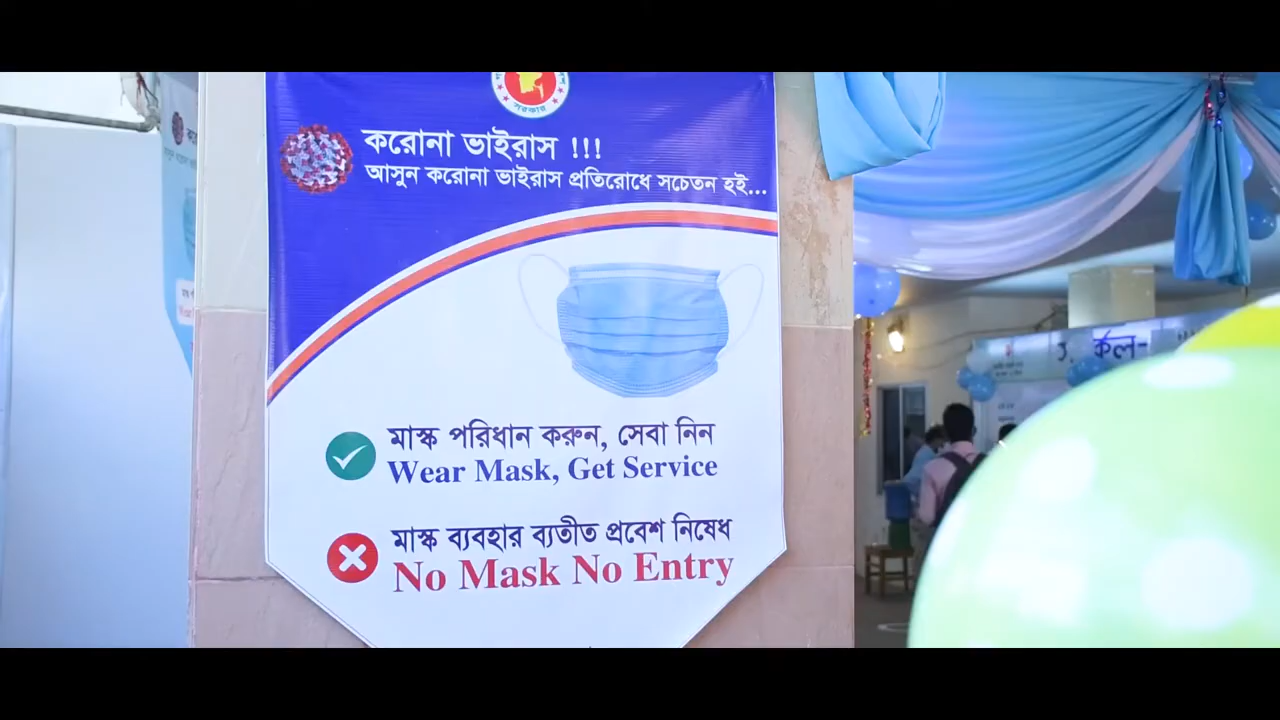 সরকার
করোনা ভাইরাস !!!
আসুন করোনা ভাইরাস প্রতিরোধে সচেতন হই...
মাস্ক পরিধান করুন, সেবা নিন
Wear Mask, Get Service
মাস্ক ব্যবহার ব্যতীত প্রবেশ নিষেধ
No Mask No Entry